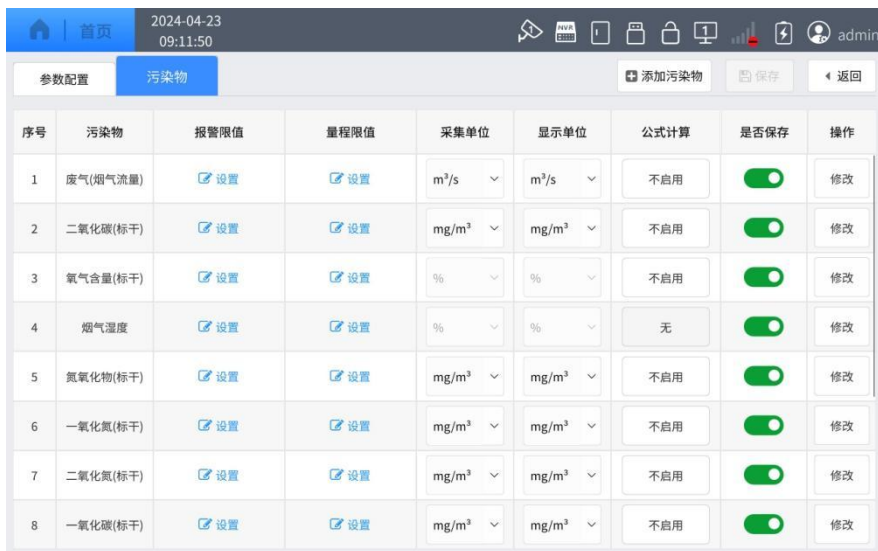 首页
2024-04-23
09:11:50
NVR
1
admin
参数配置 污染物 添加污染物 保存 返回
序号 污染物 报警限值 量程限值 采集单位 显示单位 公式计算 是否保存 操作
1 废气(烟气流量) 设置 设置 m³/s m³/s 不启用 修改
2 二氧化碳(标干) 设置 设置 mg/m³ mg/m³ 不启用 修改
3 氧气含量(标干) 设置 设置 % % 不启用 修改
4 烟气湿度 设置 设置 % % 无 修改
5 氮氧化物(标干) 设置 设置 mg/m³ mg/m³ 不启用 修改
6 一氧化氮(标干) 设置 设置 mg/m³ mg/m³ 不启用 修改
7 二氧化氮(标干) 设置 设置 mg/m³ mg/m³ 不启用 修改
8 一氧化碳(标干) 设置 设置 mg/m³ mg/m³ 不启用 修改